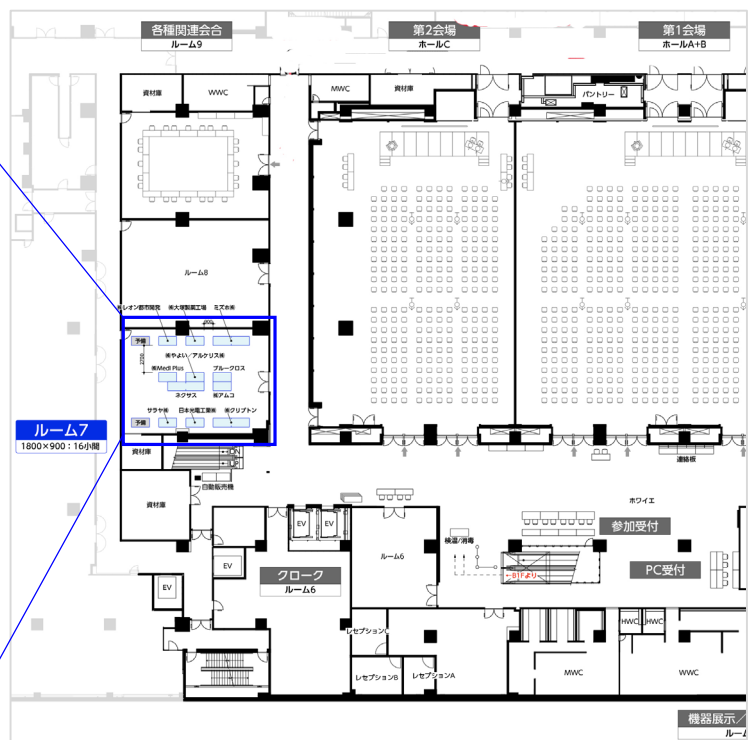 各種関連会合
ルーム9
第2会場
ホールC
第1会場
ホールA+B
資材庫
WWC
MWC
資材庫
パントリー
ルーム8
㈱レオン都市開発
㈱大塚製薬工場
ミズホ㈱
900
予備
2700
㈱やよい/アルケリス㈱
㈱Medi Plus
ブルークロス
ネクサス
㈱アムコ
サラヤ㈱
日本光電工業㈱
㈱クリプトン
予備
ルーム7
1800×900：16小間
資材庫
連絡板
自動販売機
資材庫
ホワイエ
EV
EV
参加受付
検温/消毒
ルーム6
EV
クローク
ルーム6
B1Fより
PC受付
EV
HWC
HWC
レセプションC
レセプションB
レセプションA
MWC
WWC
機器展示/
ルーム